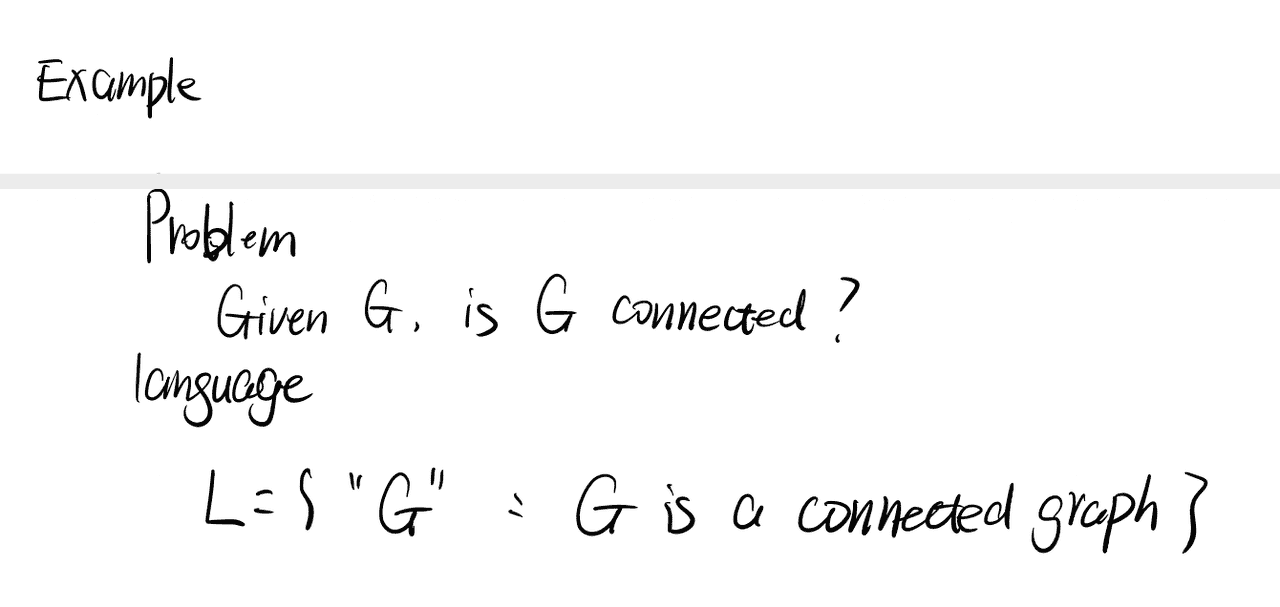 Example
Problem
Given G, is G connected?
language
L = { "G" : G is a connected graph }